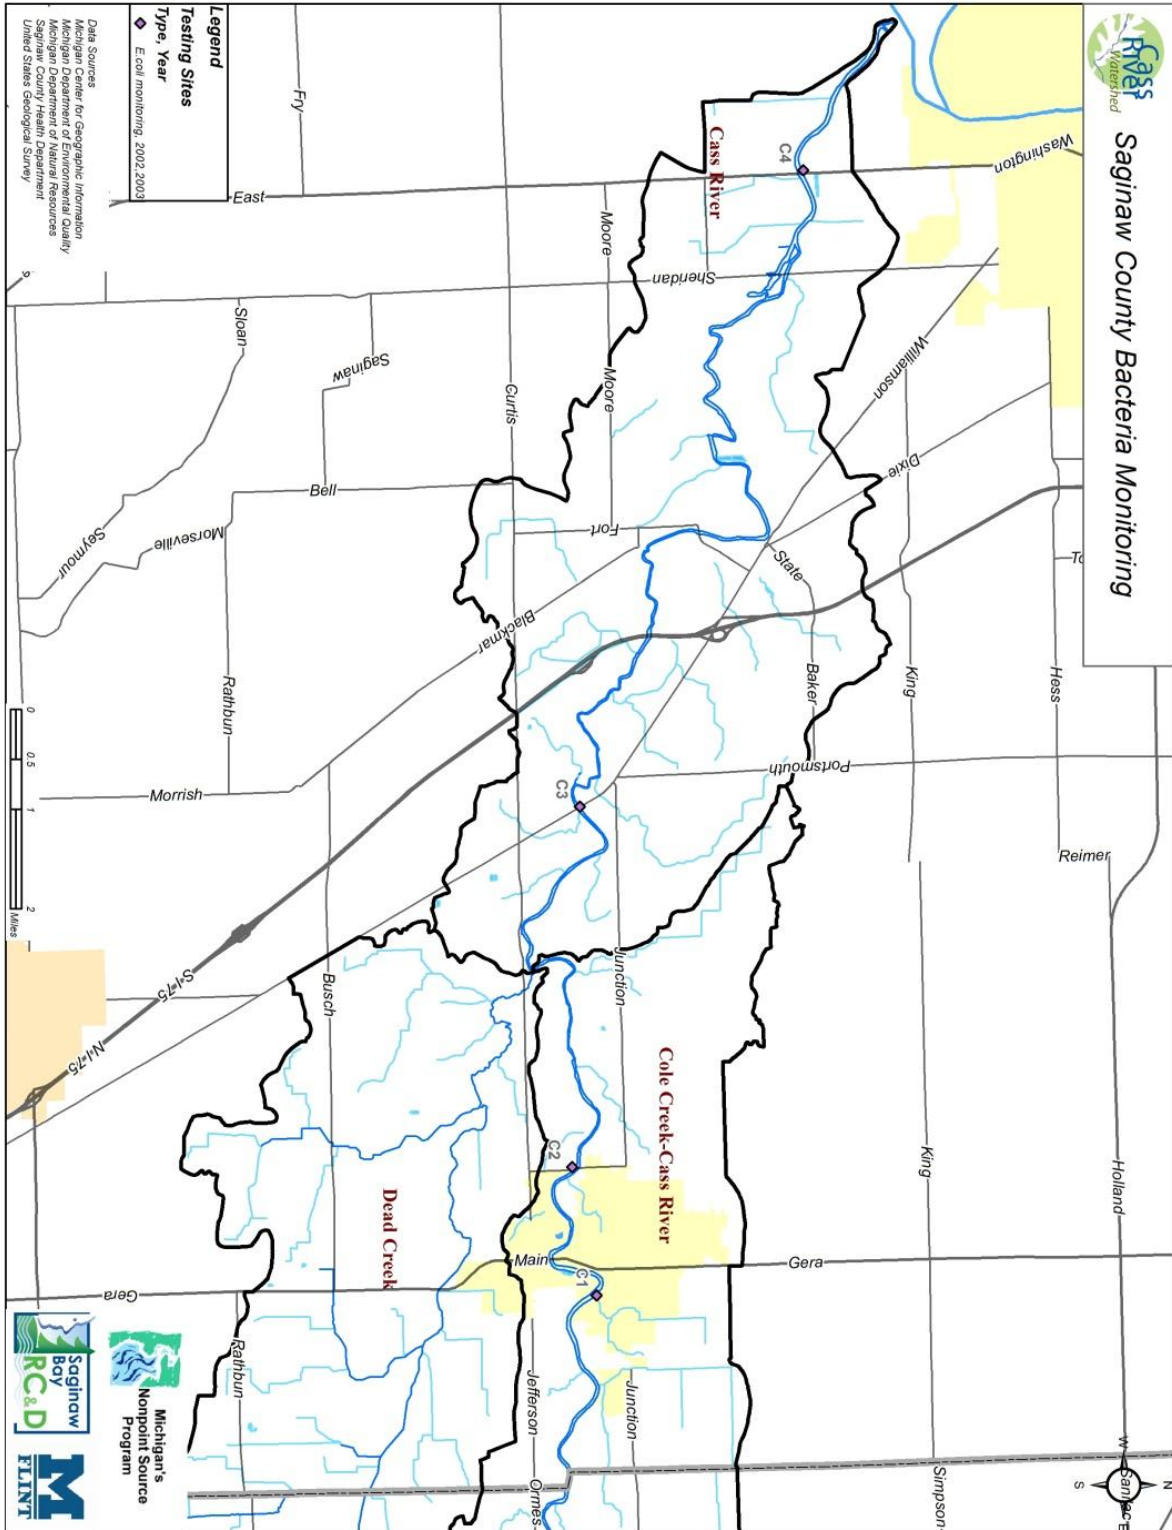 Cass
River
Watershed
Saginaw County Bacteria Monitoring
Legend
Testing Sites
Type, Year
E.coli monitoring, 2002,2003
Data Sources
Michigan Center for Geographic Information
Michigan Department of Environmental Quality
Michigan Department of Natural Resources
Saginaw County Health Department
United States Geological Survey
Washington
C4
Cass River
East
Fry
Moore
Sheridan
Sloan
Saginaw
Curtis
Moore
Williamson
Dixie
Bell
Fort
Morseville
Seymour
State
Blackmar
Baker
King
Hess
Rathbun
Portsmouth
Morrish
C3
Reimer
Junction
Busch
S-I-75
N-I-75
Cole Creek-Cass River
C2
King
Holland
Dead Creek
Main
Gera
C1
Gera
Rathbun
Jefferson
Junction
Ormes
Simpson
0
0.5
1
2
Miles
N
W
S
Saginaw
Bay
RC&D
Michigan's
Nonpoint Source
Program
M
FLINT